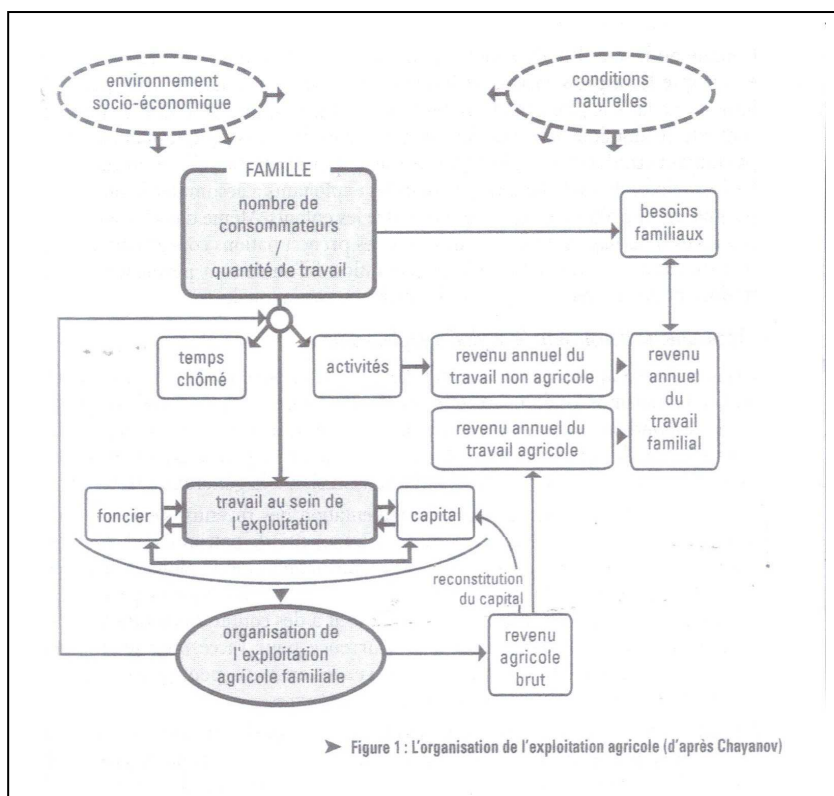 environnement
socio-économique
conditions
naturelles
FAMILLE
nombre de
consommateurs
/
quantité de travail
besoins
familiaux
temps
chômé
activités
revenu annuel du
travail non agricole
revenu
annuel
du
travail
familial
revenu annuel du
travail agricole
foncier
travail au sein de
l'exploitation
capital
reconstitution
du capital
organisation de
l'exploitation
agricole familiale
revenu
agricole
brut
➤ Figure 1 : L'organisation de l'exploitation agricole (d'après Chayanov)